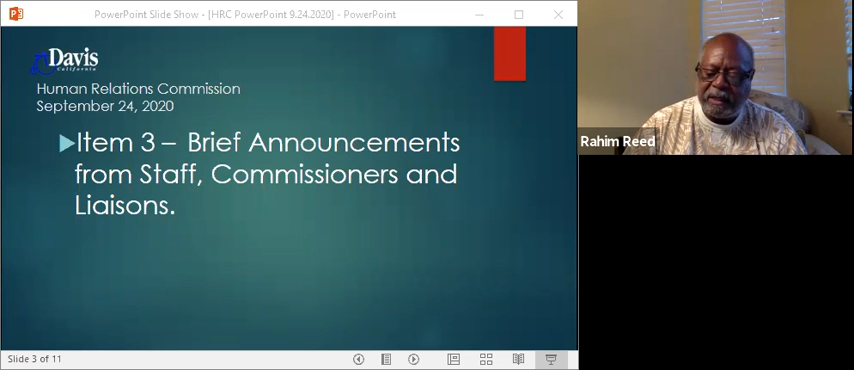 PowerPoint Slide Show - [HRC PowerPoint 9.24.2020] - PowerPoint
Davis
California
Human Relations Commission
September 24, 2020
Item 3 – Brief Announcements
from Staff, Commissioners and
Liaisons.
Slide 3 of 11
Rahim Reed